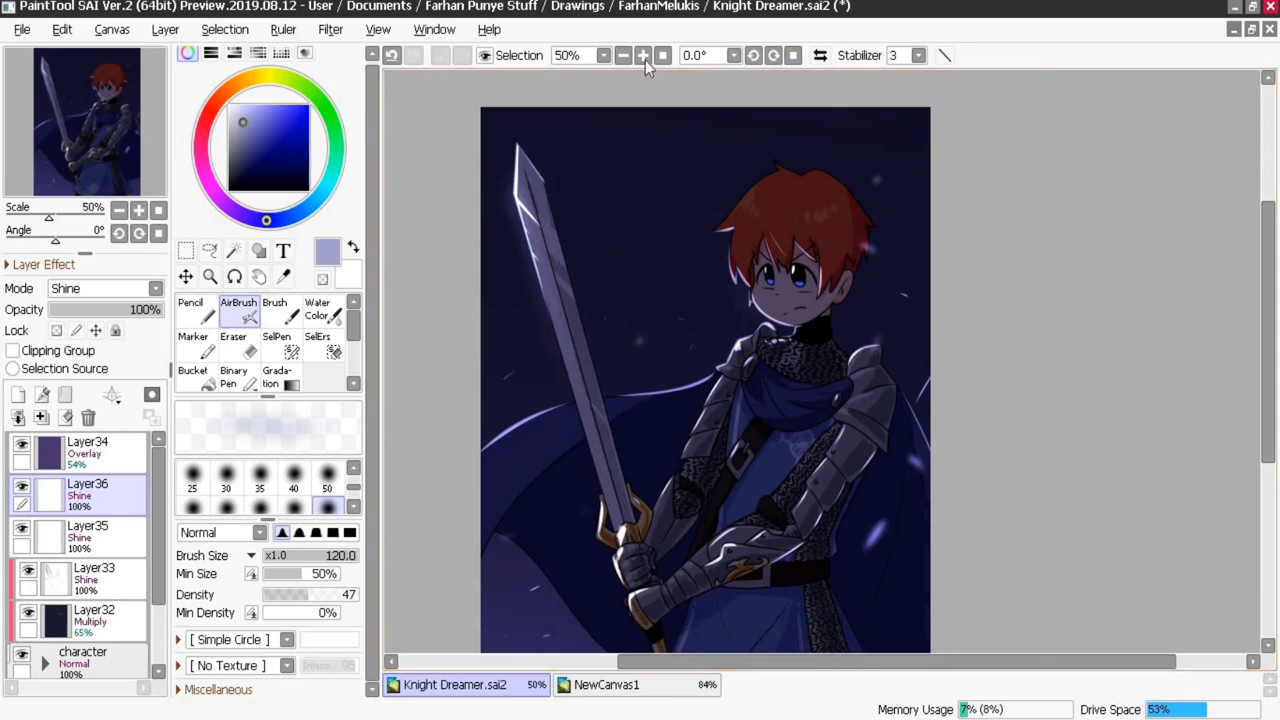 PaintTool SAI Ver.2 (64bit) Preview.2019.08.12 - User / Documents / Farhan Punye Stuff / Drawings / FarhanMelukis / Knight Dreamer.sai2 (*)
File Edit Canvas Layer Selection Ruler Filter View Window Help
Selection 50% 0.0° Stabilizer 3
Scale 50%
Angle 0°
Layer Effect
Mode Shine
Opacity 100%
Lock
Clipping Group
Selection Source
Layer34
Overlay
54%
Layer36
Shine
100%
Layer35
Shine
100%
Layer33
Shine
100%
Layer32
Multiply
65%
character
Normal
100%
T
Pencil AirBrush Brush Water Color
Marker Eraser SelPen SelErs
Bucket Binary Pen Grada-tion
25 30 35 40 50
Normal
Brush Size x1.0 120.0
Min Size 50%
Density 47
Min Density 0%
[ Simple Circle ]
[ No Texture ] 95
Miscellaneous
Knight Dreamer.sai2 50% NewCanvas1 84%
Memory Usage 7% (8%) Drive Space 53%